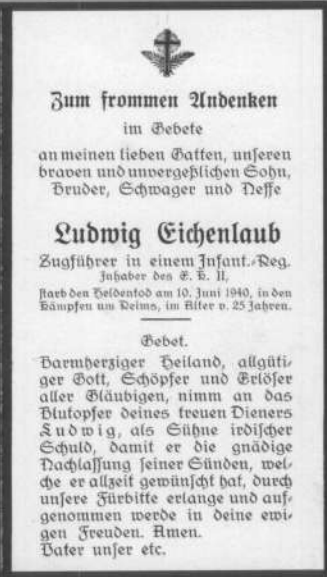 Zum frommen Andenken
im Gebete
an meinen lieben Gatten, unseren
braven und unvergeßlichen Sohn,
Bruder, Schwager und Neffe
Ludwig Eichenlaub
Zugführer in einem Infant.-Reg.
Inhaber des E. K. II,
starb den Heldentod am 10. Juni 1940, in den
Kämpfen um Reims, im Alter v. 25 Jahren.
Gebet.
Barmherziger Heiland, allgüti-
ger Gott, Schöpfer und Erlöser
aller Gläubigen, nimm an das
Blutopfer deines treuen Dieners
Ludwig, als Sühne irdischer
Schuld, damit er die gnädige
Nachlassung seiner Sünden, wel-
che er allzeit gewünscht hat, durch
unsere Fürbitte erlange und auf-
genommen werde in deine ewi-
gen Freuden. Amen.
Vater unser etc.